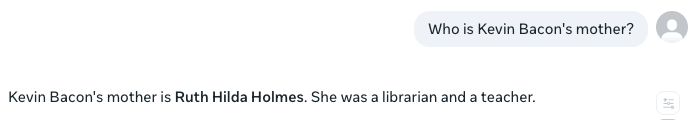 Who is Kevin Bacon's mother?
Kevin Bacon's mother is Ruth Hilda Holmes. She was a librarian and a teacher.